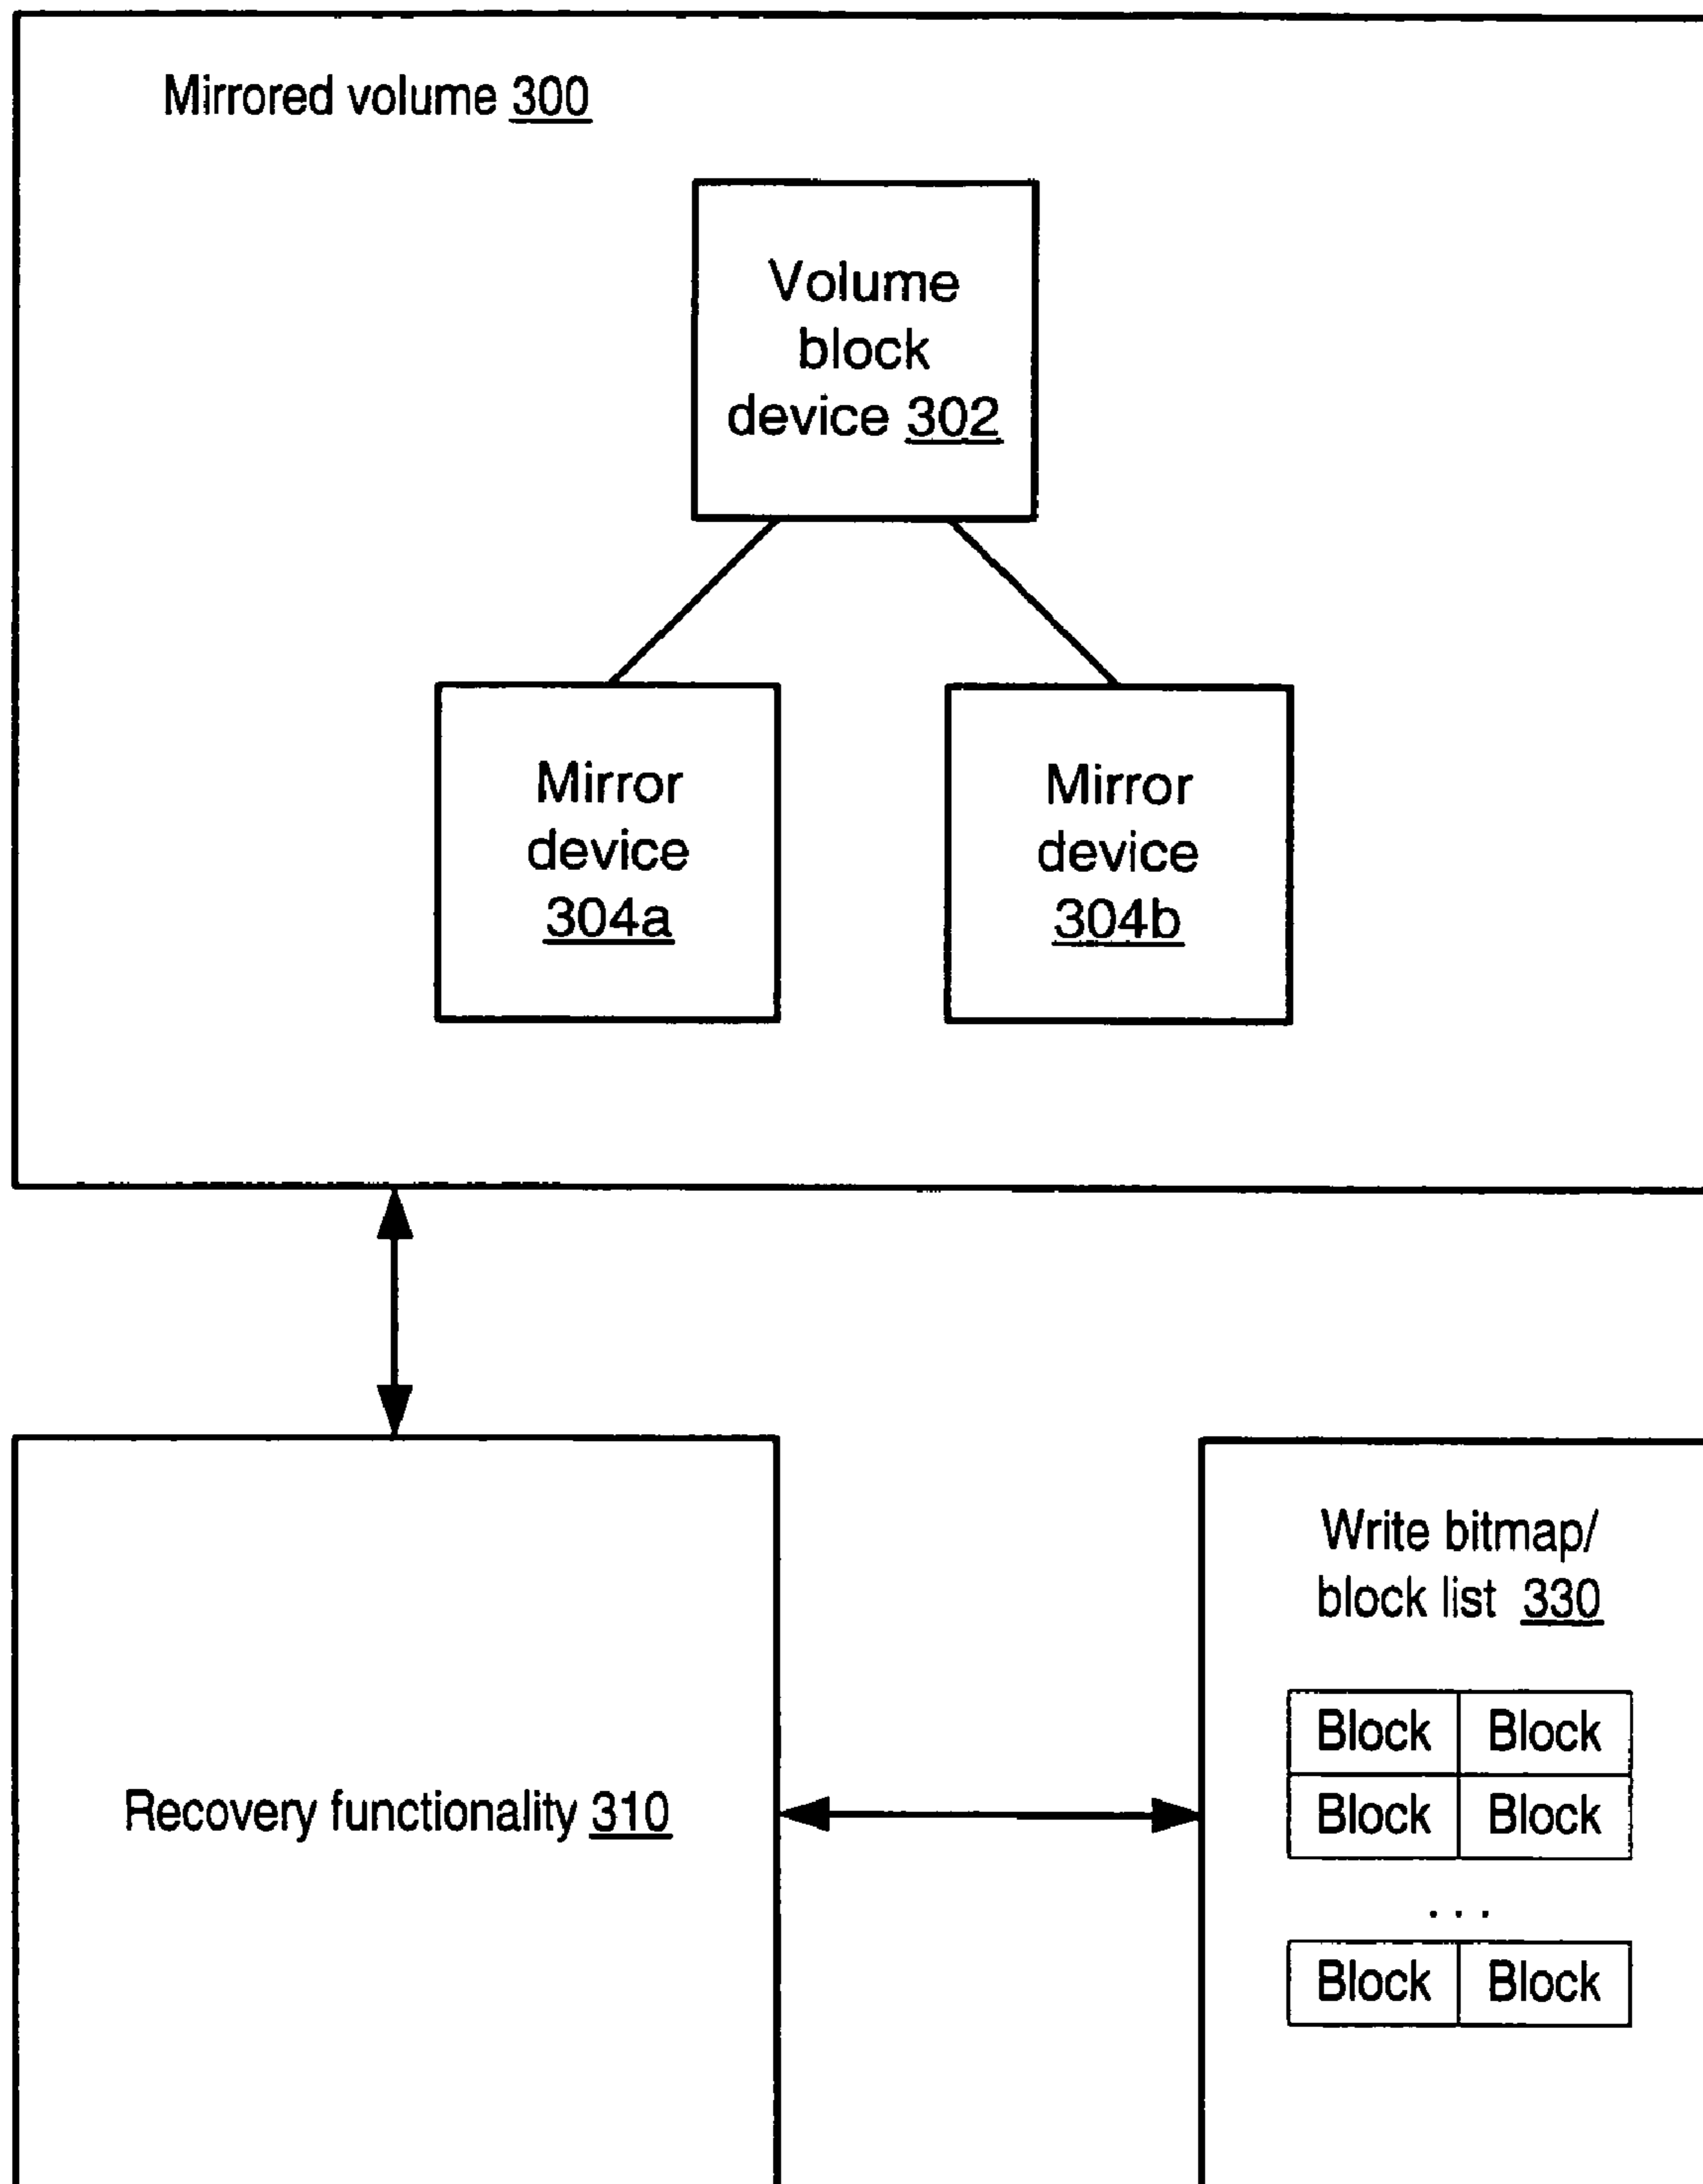 Mirrored volume 300
Volume
block
device 302
Mirror
device
304a
Mirror
device
304b
Recovery functionality 310
Write bitmap/
block list 330
Block Block
Block Block
...
Block Block